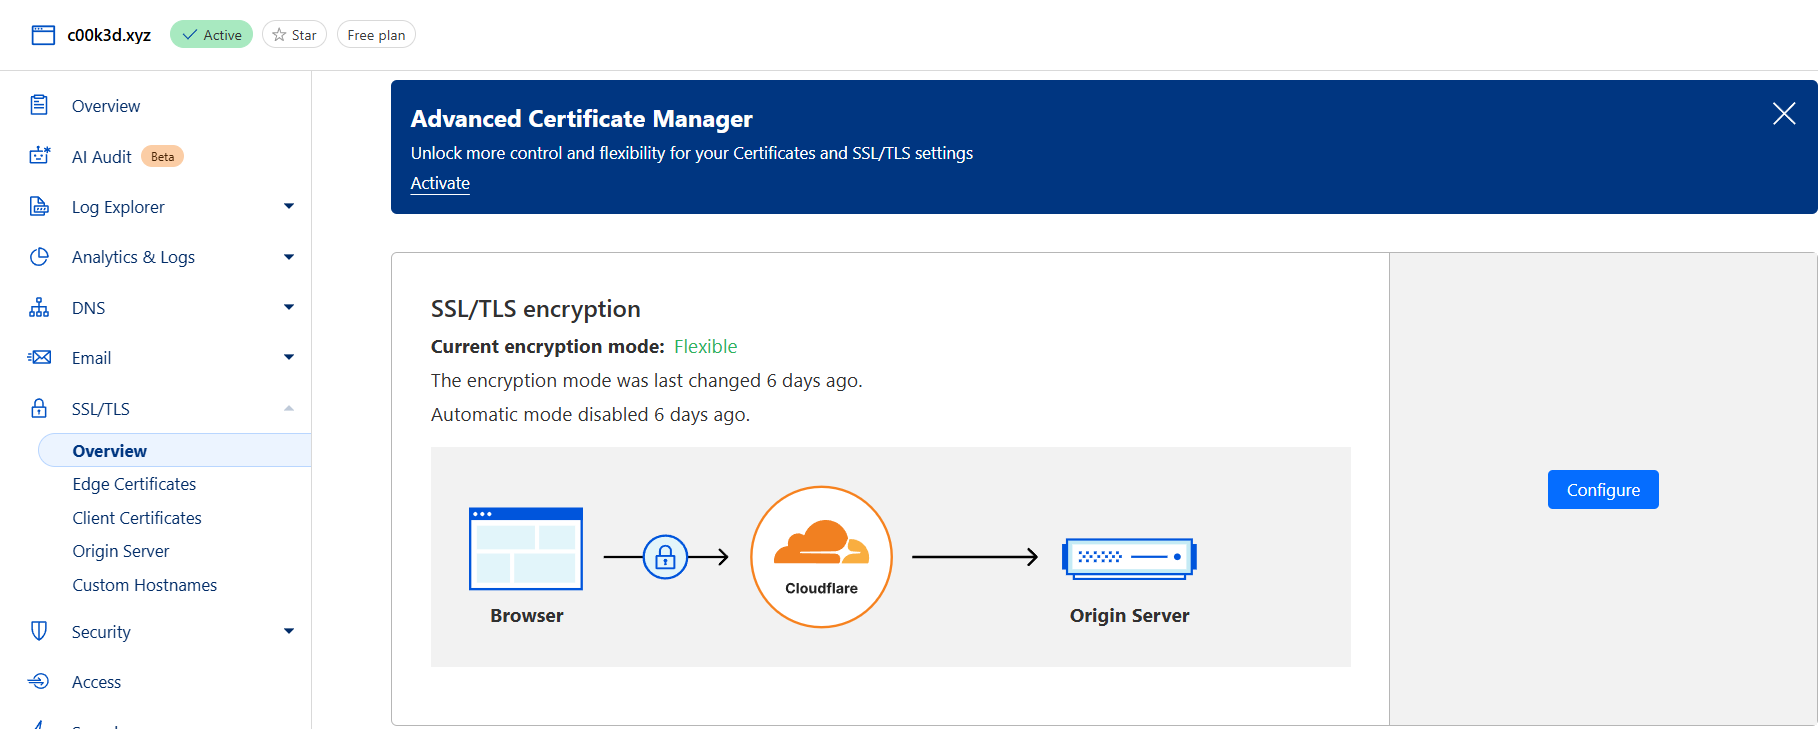 c00k3d.xyz
Active
Star
Free plan
Overview
AI Audit
Beta
Log Explorer
Analytics & Logs
DNS
Email
SSL/TLS
Overview
Edge Certificates
Client Certificates
Origin Server
Custom Hostnames
Security
Access
Advanced Certificate Manager
Unlock more control and flexibility for your Certificates and SSL/TLS settings
Activate
SSL/TLS encryption
Current encryption mode: Flexible
The encryption mode was last changed 6 days ago.
Automatic mode disabled 6 days ago.
Cloudflare
Browser
Origin Server
Configure